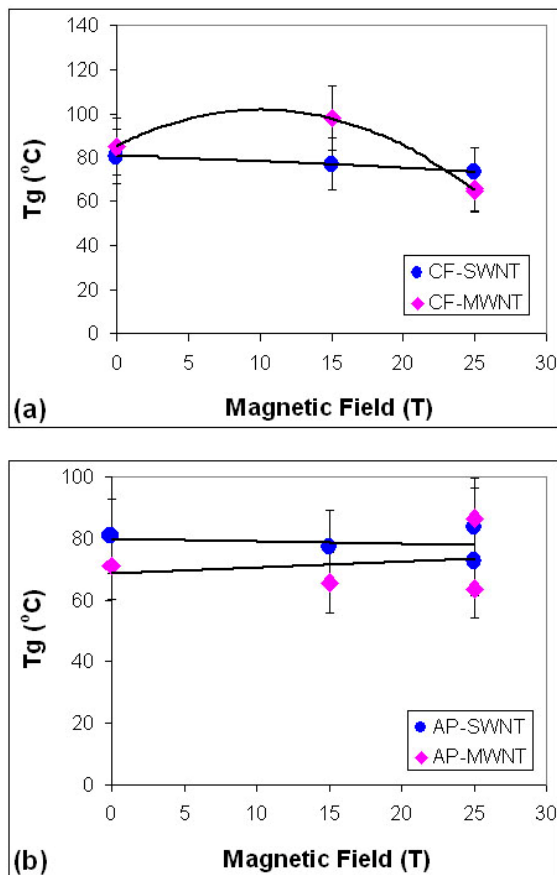 140
120
100
80
60
40
20
0
Tg (°C)
CF-SWNT
CF-MWNT
0 5 10 15 20 25 30
(a) Magnetic Field (T)
100
80
60
40
20
0
Tg (°C)
AP-SWNT
AP-MWNT
0 5 10 15 20 25 30
(b) Magnetic Field (T)